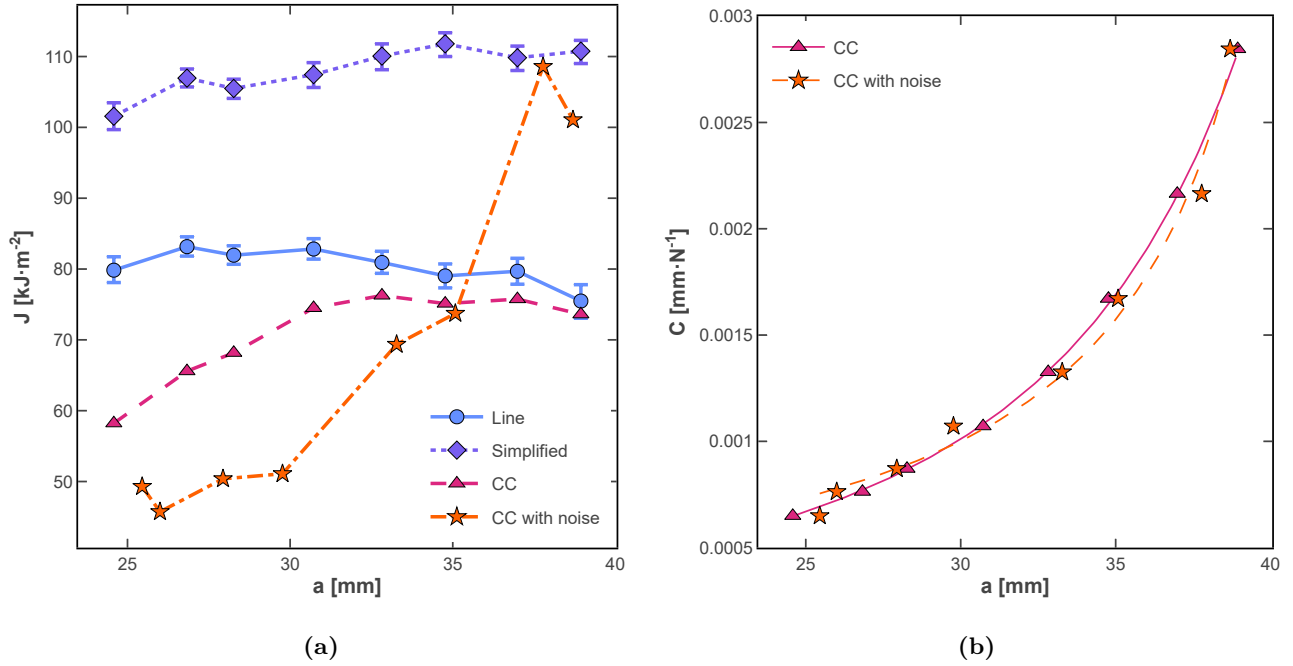 J [kJ·m⁻²]
110
100
90
80
70
60
50
25
30
35
40
a [mm]
Line
Simplified
CC
CC with noise
(a)
C [mm·N⁻¹]
0.003
0.0025
0.002
0.0015
0.001
0.0005
25
30
35
40
a [mm]
CC
CC with noise
(b)